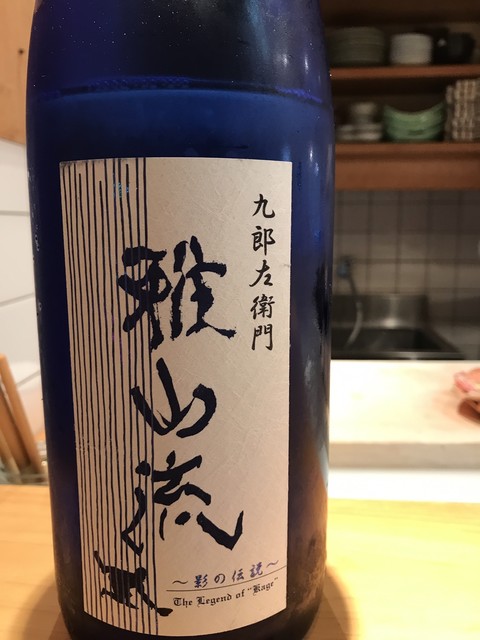 九郎左衛門
雅山流
〜影の伝説〜
The Legend of "Kage"